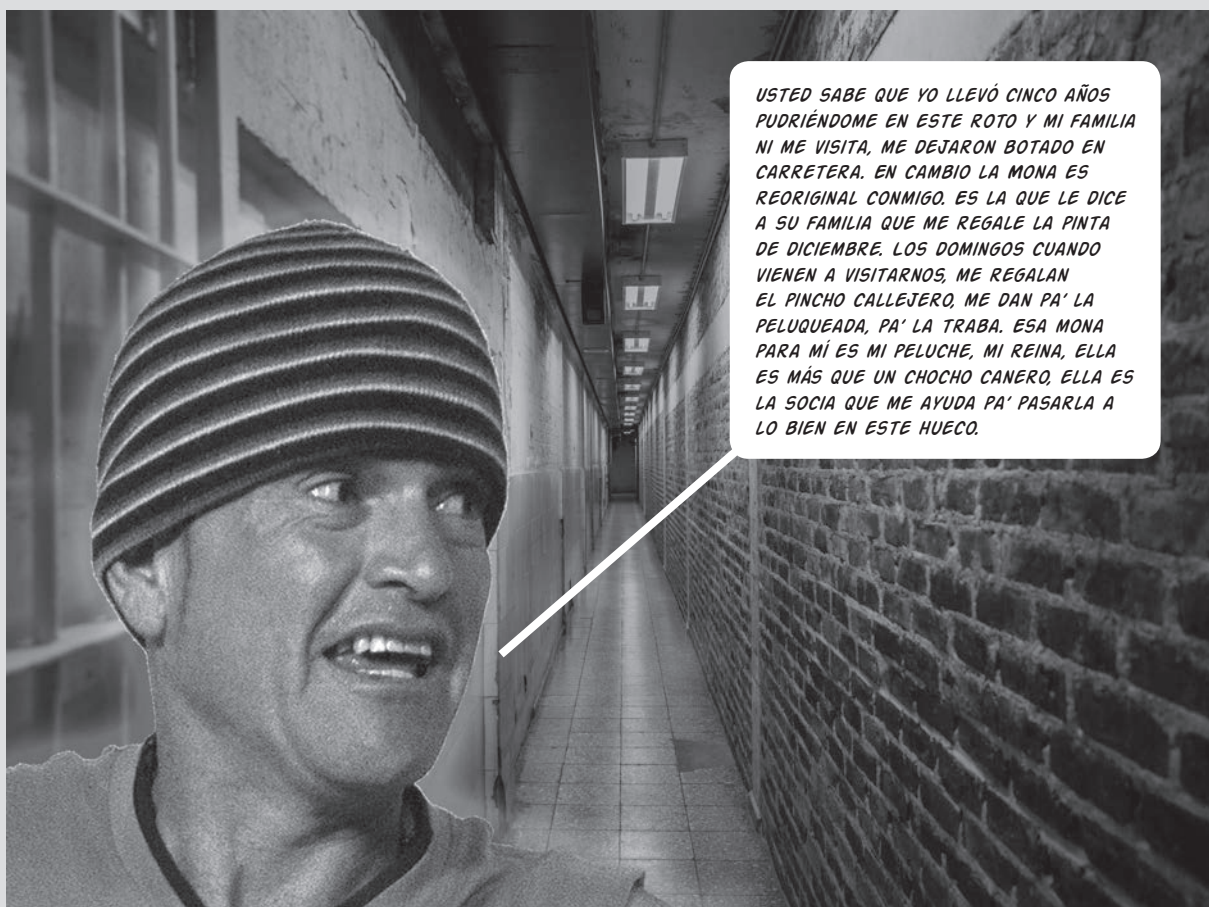 USTED SABE QUE YO LLEVÓ CINCO AÑOS
PUDRIÉNDOME EN ESTE ROTO Y MI FAMILIA
NI ME VISITA, ME DEJARON BOTADO EN
CARRETERA. EN CAMBIO LA MONA ES
REORIGINAL CONMIGO. ES LA QUE LE DICE
A SU FAMILIA QUE ME REGALE LA PINTA
DE DICIEMBRE. LOS DOMINGOS CUANDO
VIENEN A VISITARNOS, ME REGALAN
EL PINCHO CALLEJERO, ME DAN PA' LA
PELUQUEADA, PA' LA TRABA. ESA MONA
PARA MÍ ES MI PELUCHE, MI REINA, ELLA
ES MÁS QUE UN CHOCHO CANERO, ELLA ES
LA SOCIA QUE ME AYUDA PA' PASARLA A
LO BIEN EN ESTE HUECO.